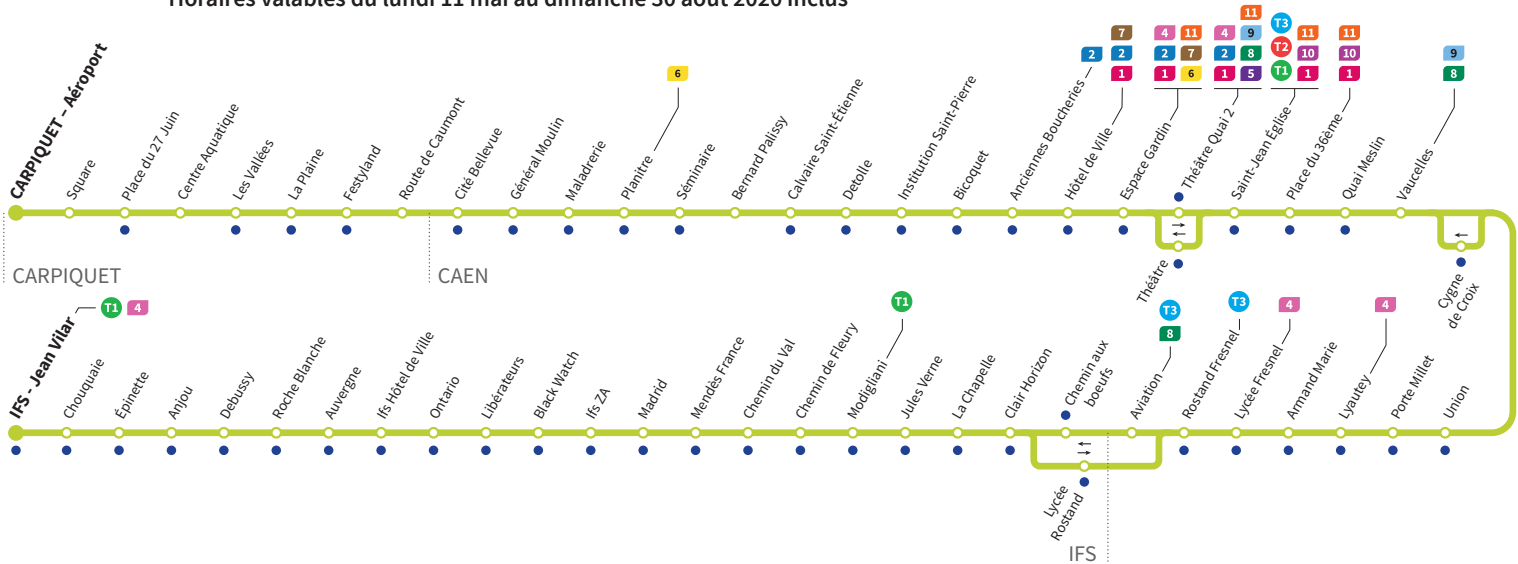 Horaires valables du lundi 11 mai au dimanche 30 août 2020 inclus
CARPIQUET – Aéroport
Square
Place du 27 Juin
Centre Aquatique
Les Vallées
La Plaine
Festyland
Route de Caumont
Cité Bellevue
Général Moulin
Maladrerie
Planitre
6
Séminaire
Bernard Palissy
Calvaire Saint-Étienne
Detolle
Institution Saint-Pierre
Bicoquet
Anciennes Boucheries
2
Hôtel de Ville
7
2
1
Espace Gardin
4 11
2 7
1 6
Théâtre Quai 2
11
4 9
2 8
1 5
Théâtre
Saint-Jean Église
T3
T2 11
10
T1 1
Place du 36ème
11
10
1
Quai Meslin
Vaucelles
9
8
Cygne
de Croix
CARPIQUET
CAEN
IFS - Jean Vilar
T1 4
Chouquaie
Épinette
Anjou
Debussy
Roche Blanche
Auvergne
Ifs Hôtel de Ville
Ontario
Libérateurs
Black Watch
Ifs ZA
Madrid
Mendès France
Chemin du Val
Chemin de Fleury
Modigliani
T1
Jules Verne
La Chapelle
Clair Horizon
Chemin aux
boeufs
Lycée
Rostand
Aviation
T3
8
Rostand Fresnel
T3
Lycée Fresnel
4
Armand Marie
Lyautey
4
Porte Millet
Union
IFS